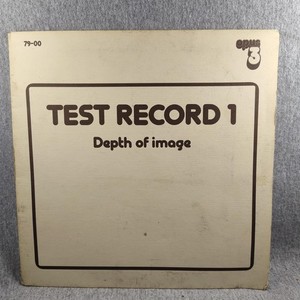 79-00
opus
3
TEST RECORD 1
Depth of image